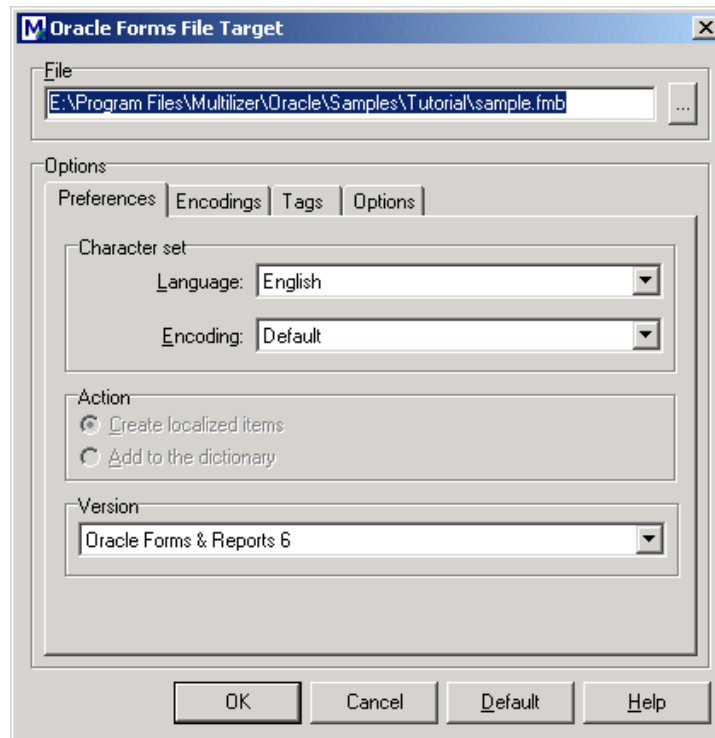 M Oracle Forms File Target
File
E:\Program Files\Multilizer\Oracle\Samples\Tutorial\sample.fmb ...
Options
Preferences Encodings Tags Options
Character set
Language: English
Encoding: Default
Action
Create localized items
Add to the dictionary
Version
Oracle Forms & Reports 6
OK Cancel Default Help